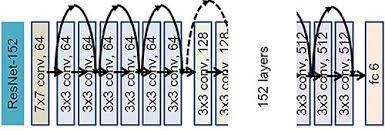 ResNet-152
7x7 conv, 64
3x3 conv, 64
3x3 conv, 64
3x3 conv, 64
3x3 conv, 64
3x3 conv, 64
3x3 conv, 64
3x3 conv, 128
3x3 conv, 128
152 layers
3x3 conv, 512
3x3 conv, 512
3x3 conv, 512
fc 6